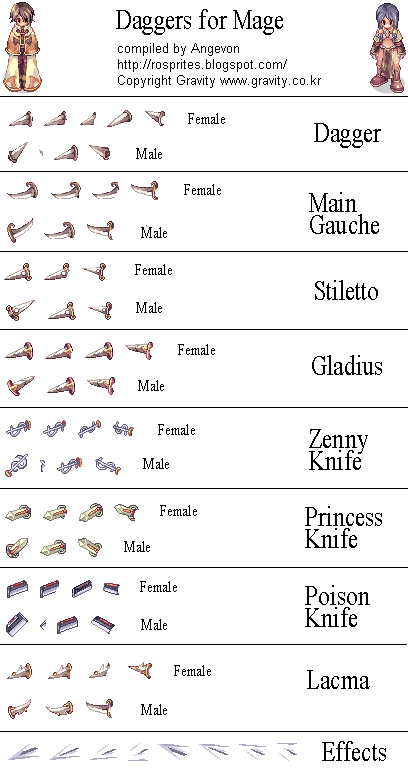 Daggers for Mage
compiled by Angevon
http://rosprites.blogspot.com/
Copyright Gravity www.gravity.co.kr
Female
Dagger
Male
Female
Main
Gauche
Male
Female
Stiletto
Male
Female
Gladius
Male
Female
Zenny
Knife
Male
Female
Princess
Knife
Male
Female
Poison
Knife
Male
Female
Lacma
Male
Effects